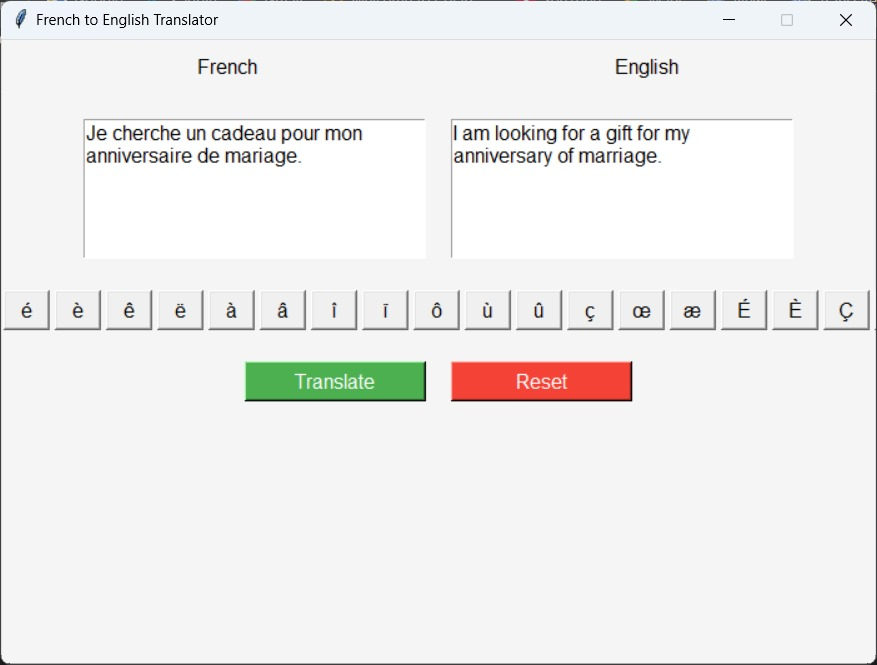 French to English Translator
French
English
Je cherche un cadeau pour mon
anniversaire de mariage.
I am looking for a gift for my
anniversary of marriage.
é è ê ë à â î ī ô ù û ç œ æ É È Ç
Translate
Reset